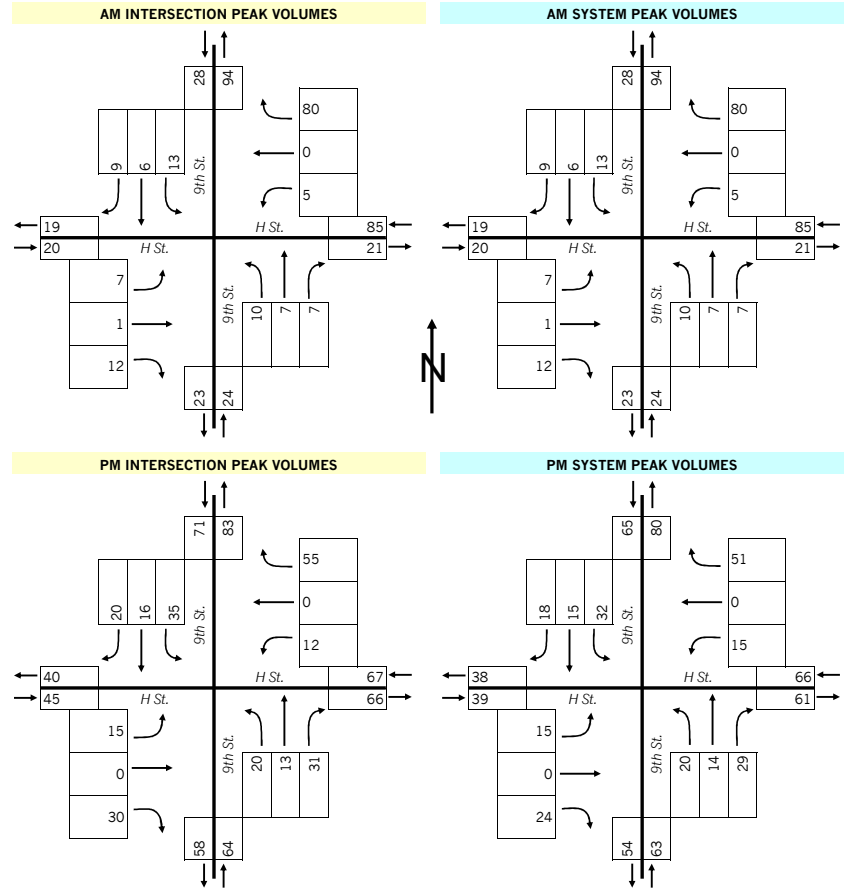 AM INTERSECTION PEAK VOLUMES
28 94
80
0
5
9 6 13
9th St.
19 H St. 85
20 H St. 21
7
1
12
9th St.
10 7 7
23 24
AM SYSTEM PEAK VOLUMES
28 94
80
0
5
9 6 13
9th St.
19 H St. 85
20 H St. 21
7
1
12
9th St.
10 7 7
23 24
N
PM INTERSECTION PEAK VOLUMES
71 83
55
0
12
20 16 35
9th St.
40 H St. 67
45 H St. 66
15
0
30
9th St.
20 13 31
58 64
PM SYSTEM PEAK VOLUMES
65 80
51
0
15
18 15 32
9th St.
38 H St. 66
39 H St. 61
15
0
24
9th St.
20 14 29
54 63